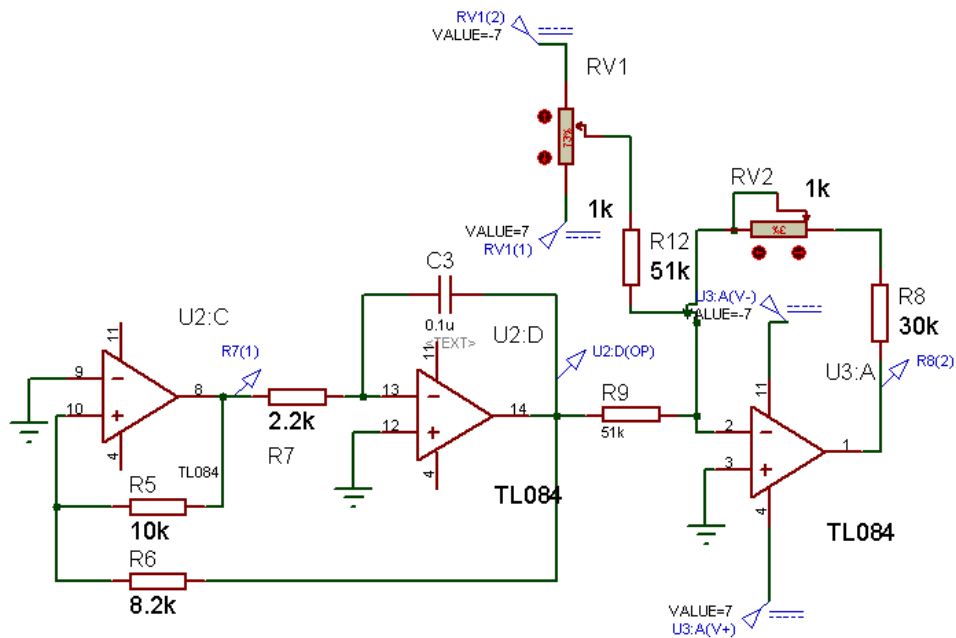 RV1(2)
VALUE=-7
RV1
73%
VALUE=7
RV1(1)
1k
RV2
1k
3%
R12
51k
U3:A(V-)
ALUE=-7
R8
30k
C3
0.1u
<TEXT>
U2:C
11
9
10
8
4
TL084
R7(1)
2.2k
R7
U2:D
11
13
12
14
4
TL084
U2:D(OP)
R9
51k
U3:A
R8(2)
11
2
3
1
4
TL084
R5
10k
R6
8.2k
VALUE=7
U3:A(V+)